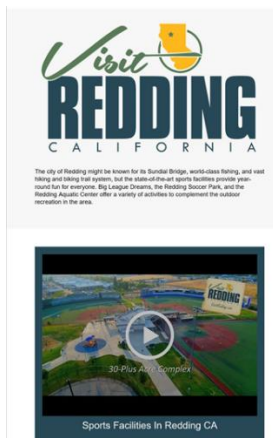 Visit
REDDING
CALIFORNIA
The city of Redding might be known for its Sundial Bridge, world-class fishing, and vast
hiking and biking trail system, but the state-of-the-art sports facilities provide year-
round fun for everyone. Big League Dreams, the Redding Soccer Park, and the
Redding Aquatic Center offer a variety of activities to complement the outdoor
recreation in the area.
Visit
REDDING
30-Plus Acre Complex
Sports Facilities In Redding CA